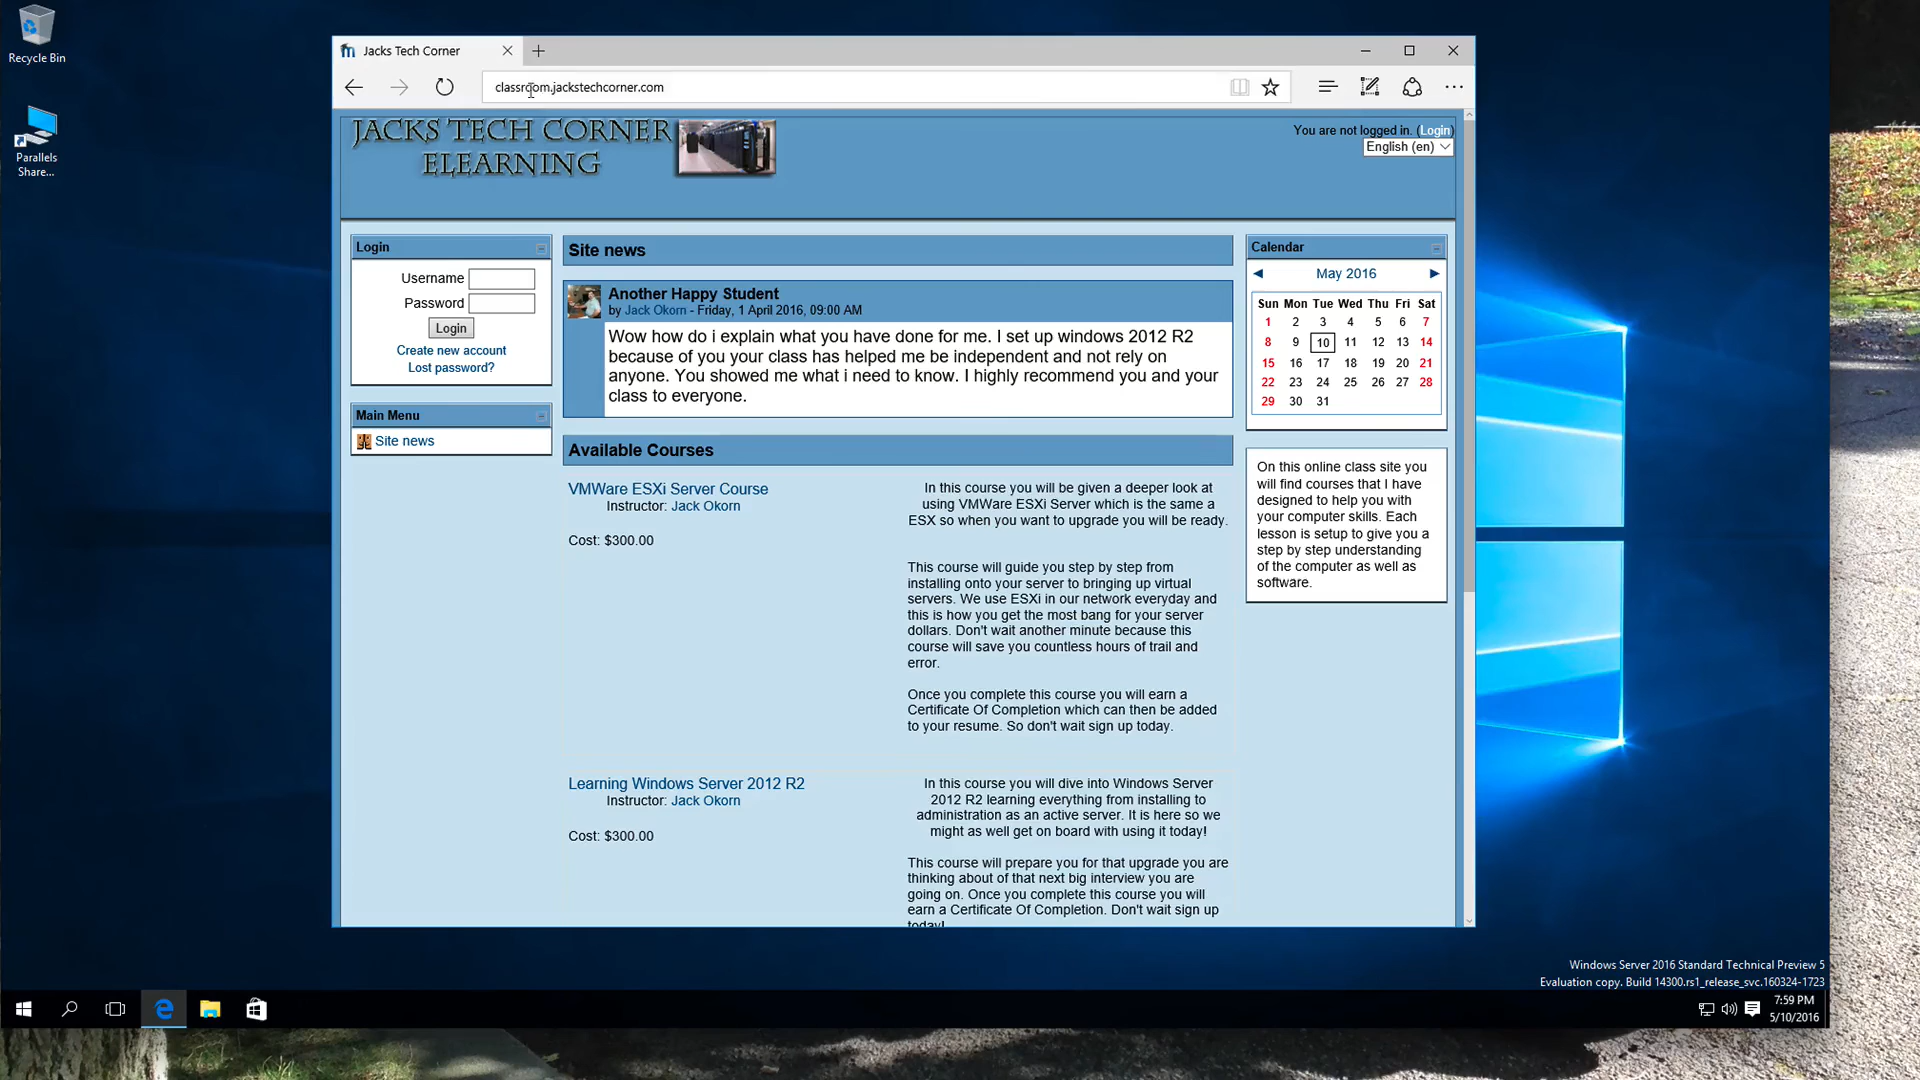 Recycle Bin
Parallels
Share...
Jacks Tech Corner
classroom.jackstechcorner.com
JACKS TECH CORNER
ELEARNING
You are not logged in. (Login)
English (en)
Login
Username
Password
Login
Create new account
Lost password?
Main Menu
Site news
Site news
Another Happy Student
by Jack Okorn - Friday, 1 April 2016, 09:00 AM
Wow how do i explain what you have done for me. I set up windows 2012 R2
because of you your class has helped me be independent and not rely on
anyone. You showed me what i need to know. I highly recommend you and your
class to everyone.
Available Courses
VMWare ESXi Server Course
Instructor: Jack Okorn
Cost: $300.00
In this course you will be given a deeper look at
using VMWare ESXi Server which is the same a
ESX so when you want to upgrade you will be ready.
This course will guide you step by step from
installing onto your server to bringing up virtual
servers. We use ESXi in our network everyday and
this is how you get the most bang for your server
dollars. Don't wait another minute because this
course will save you countless hours of trail and
error.
Once you complete this course you will earn a
Certificate Of Completion which can then be added
to your resume. So don't wait sign up today.
Learning Windows Server 2012 R2
Instructor: Jack Okorn
Cost: $300.00
In this course you will dive into Windows Server
2012 R2 learning everything from installing to
administration as an active server. It is here so we
might as well get on board with using it today!
This course will prepare you for that upgrade you are
thinking about of that next big interview you are
going on. Once you complete this course you will
earn a Certificate Of Completion. Don't wait sign up
today!
Calendar
May 2016
Sun Mon Tue Wed Thu Fri Sat
1 2 3 4 5 6 7
8 9 10 11 12 13 14
15 16 17 18 19 20 21
22 23 24 25 26 27 28
29 30 31
On this online class site you
will find courses that I have
designed to help you with
your computer skills. Each
lesson is setup to give you a
step by step understanding
of the computer as well as
software.
Windows Server 2016 Standard Technical Preview 5
Evaluation copy. Build 14300.rs1_release_svc.160324-1723
7:59 PM
5/10/2016